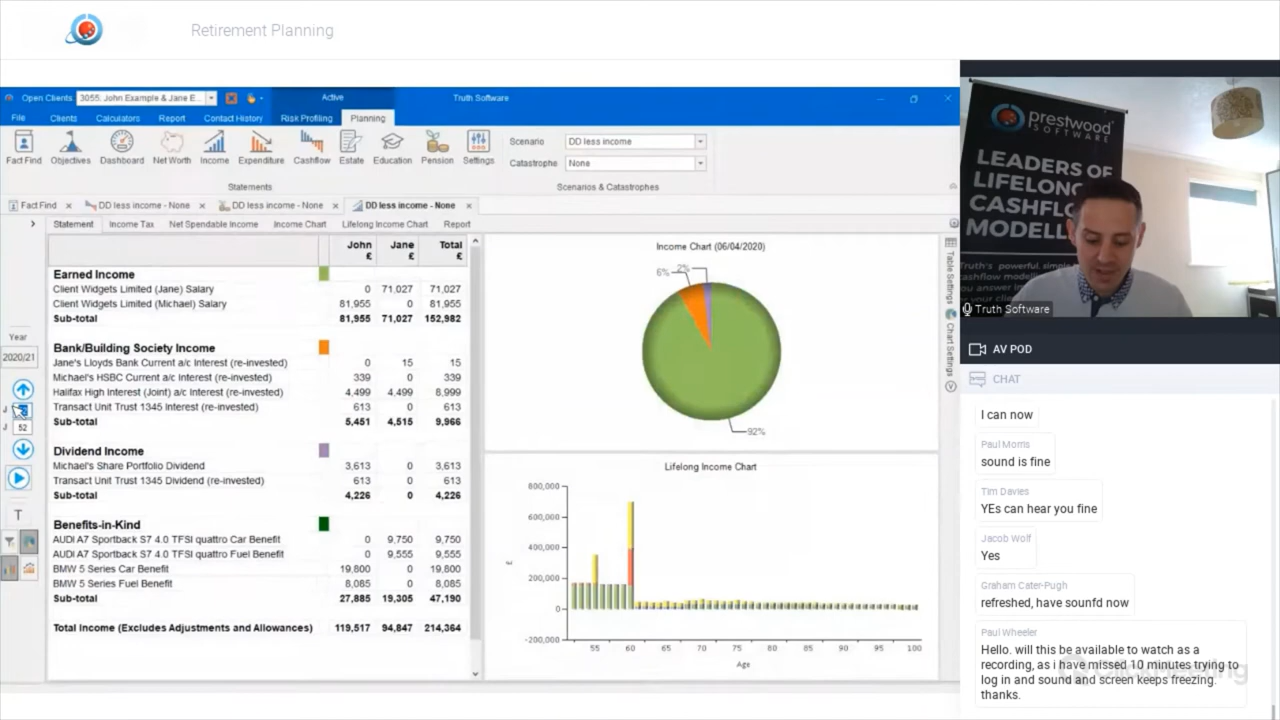 Retirement Planning
Open Clients 3055: John Example & Jane E... Active Truth Software
File Clients Calculators Report Contact History Risk Profiling Planning
Fact Find Objectives Dashboard Net Worth Income Expenditure Cashflow Estate Education Pension Settings
Scenario DD less income
Catastrophe None
Statements Scenarios & Catastrophes
Fact Find DD less income - None DD less income - None DD less income - None
Statement Income Tax Net Spendable Income Income Chart Lifelong Income Chart Report
John Jane Total
£ £ £
Earned Income
Client Widgets Limited (Jane) Salary 0 71,027 71,027
Client Widgets Limited (Michael) Salary 81,955 0 81,955
Sub-total 81,955 71,027 152,982
Bank/Building Society Income
Jane's Lloyds Bank Current a/c Interest (re-invested) 0 15 15
Michael's HSBC Current a/c Interest (re-invested) 339 0 339
Halifax High Interest (Joint) a/c Interest (re-invested) 4,499 4,499 8,999
Transact Unit Trust 1345 Interest (re-invested) 613 0 613
Sub-total 5,451 4,515 9,966
Dividend Income
Michael's Share Portfolio Dividend 3,613 0 3,613
Transact Unit Trust 1345 Dividend (re-invested) 613 0 613
Sub-total 4,226 0 4,226
Benefits-in-Kind
AUDI A7 Sportback S7 4.0 TFSI quattro Car Benefit 0 9,750 9,750
AUDI A7 Sportback S7 4.0 TFSI quattro Fuel Benefit 0 9,555 9,555
BMW 5 Series Car Benefit 19,800 0 19,800
BMW 5 Series Fuel Benefit 8,085 0 8,085
Sub-total 27,885 19,305 47,190
Total Income (Excludes Adjustments and Allowances) 119,517 94,847 214,364
Year
2020/21
J
J 52
T
Income Chart (06/04/2020)
6% 2%
92%
Lifelong Income Chart
800,000
600,000
400,000
200,000
0
-200,000
£
55 60 65 70 75 80 85 90 95 100
Age
Table Settings
Chart Settings
prestwood
SOFTWARE
LEADERS OF
LIFELONG
CASHFL
MODELL
Truth Software
AV POD
CHAT
I can now
Paul Morris
sound is fine
Tim Davies
YEs can hear you fine
Jacob Wolf
Yes
Graham Cater-Pugh
refreshed, have sounfd now
Paul Wheeler
Hello. will this be available to watch as a
recording, as i have missed 10 minutes trying to
log in and sound and screen keeps freezing.
thanks.